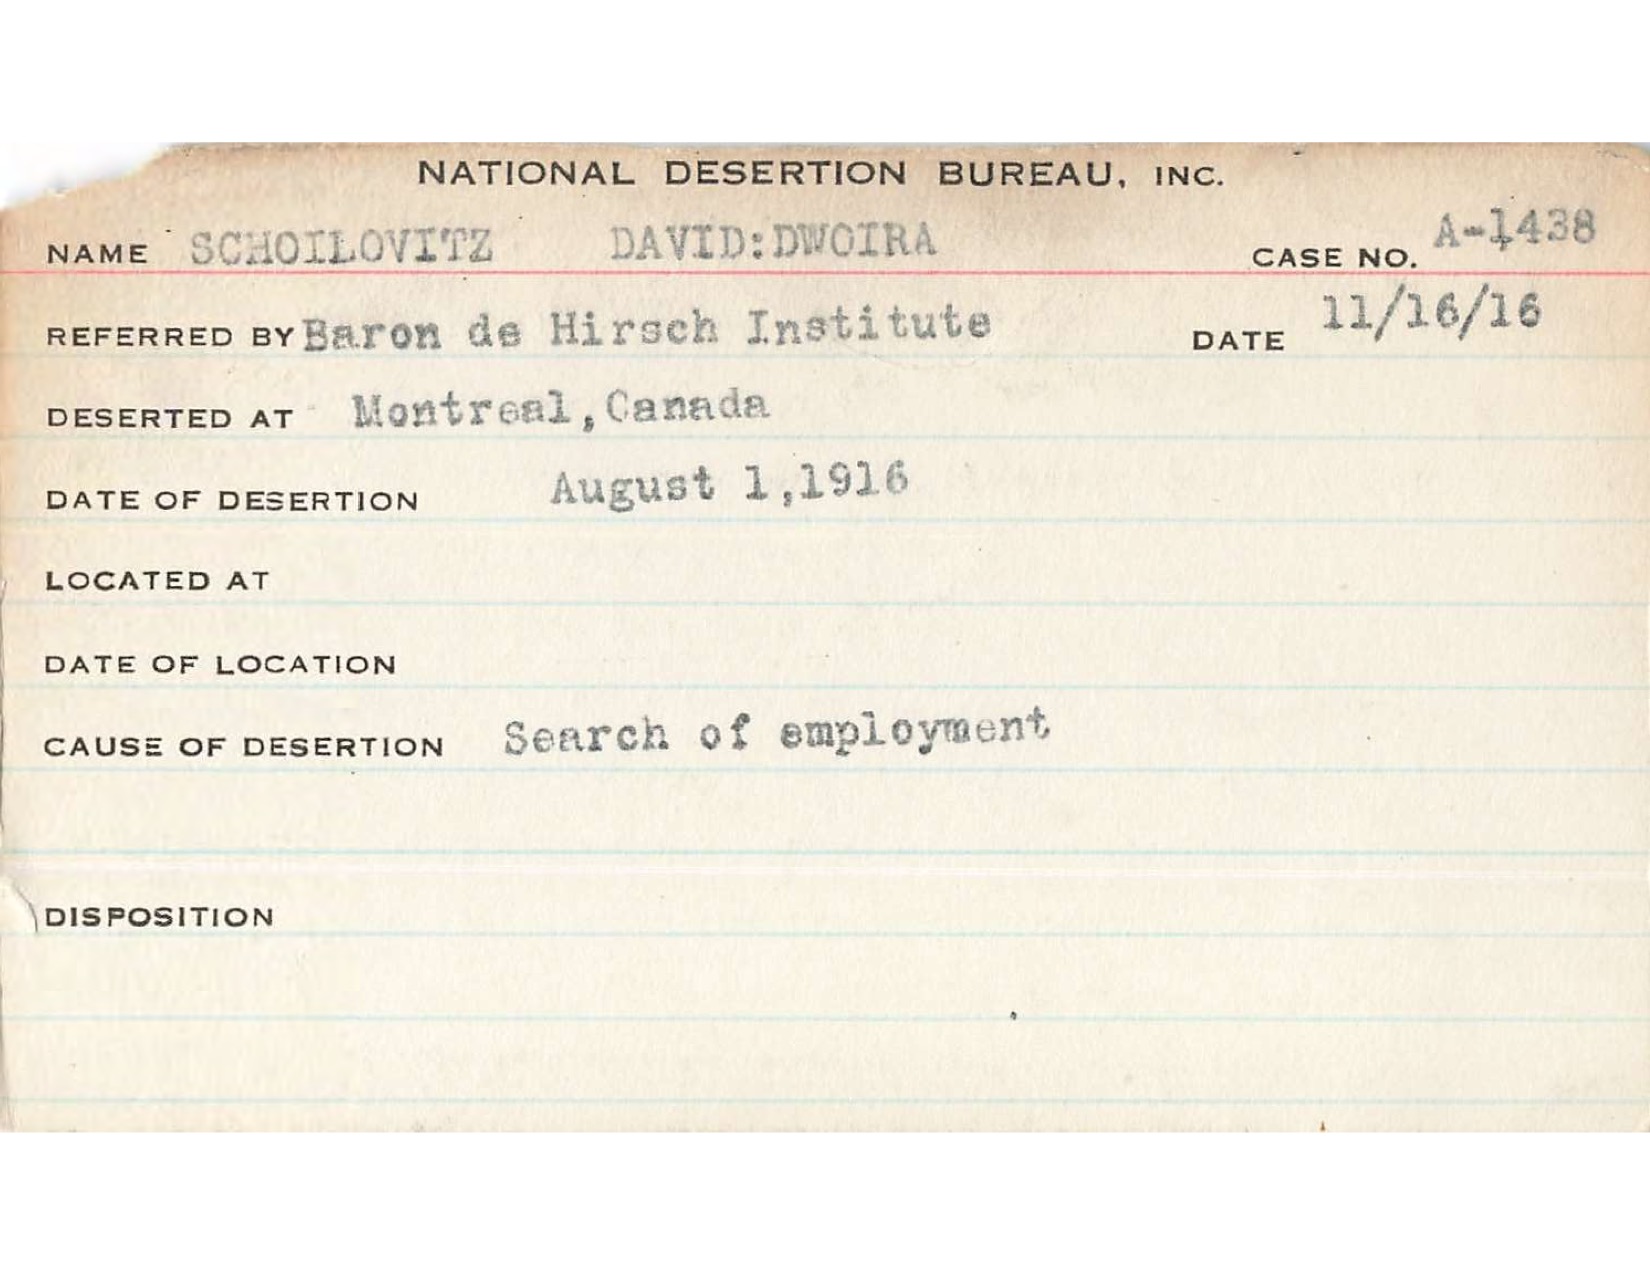 NATIONAL DESERTION BUREAU, INC.
NAME SCHOILOVITZ DAVID:DWOIRA CASE NO. A-1438
REFERRED BY Baron de Hirsch Institute DATE 11/16/16
DESERTED AT Montreal,Canada
DATE OF DESERTION August 1,1916
LOCATED AT
DATE OF LOCATION
CAUSE OF DESERTION Search of employment
DISPOSITION